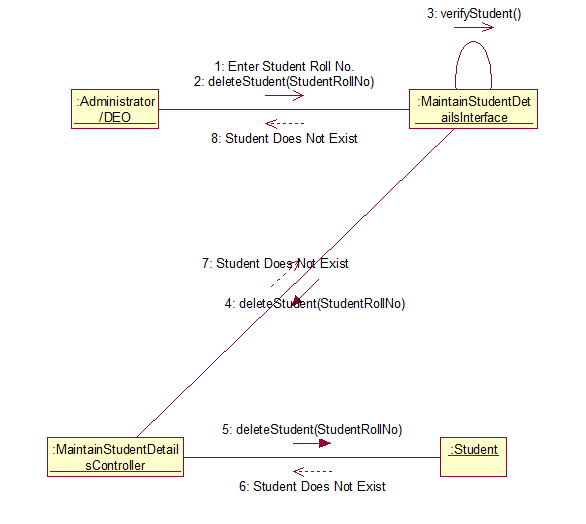 3: verifyStudent()
1: Enter Student Roll No.
2: deleteStudent(StudentRollNo)
:Administrator
/DEO
:MaintainStudentDet
ailsInterface
8: Student Does Not Exist
7: Student Does Not Exist
4: deleteStudent(StudentRollNo)
5: deleteStudent(StudentRollNo)
:MaintainStudentDetail
sController
:Student
6: Student Does Not Exist